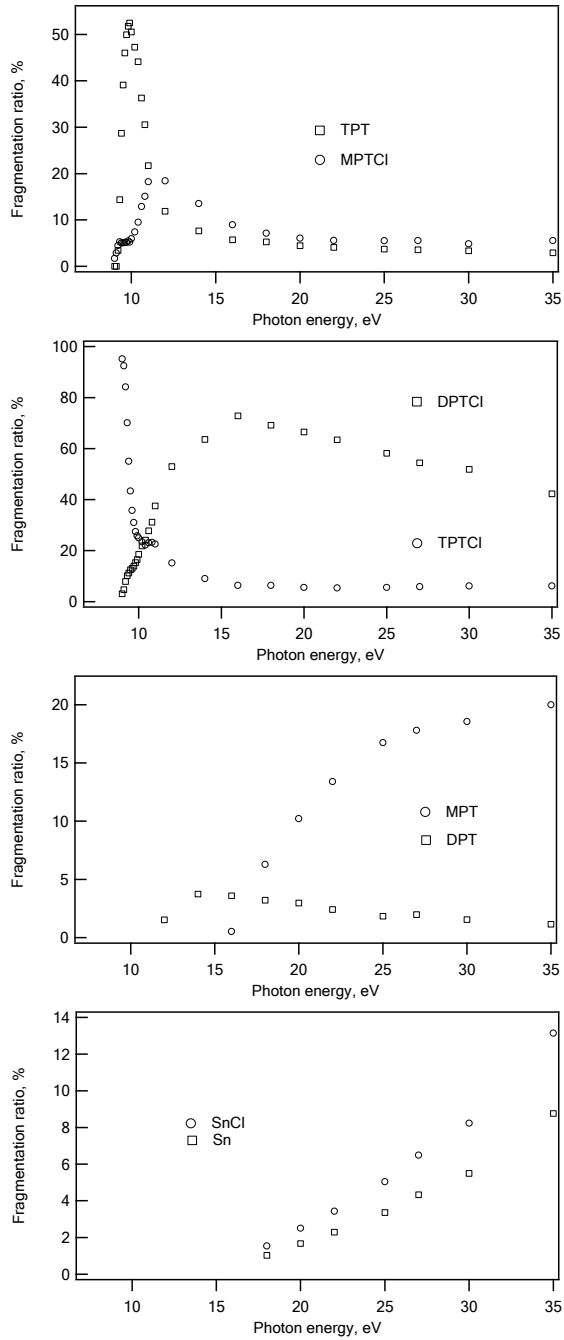 Fragmentation ratio, %
50
40
30
20
10
0
TPT
MPTCl
10 15 20 25 30 35
Photon energy, eV
Fragmentation ratio, %
100
80
60
40
20
0
DPTCl
TPTCl
10 15 20 25 30 35
Photon energy, eV
Fragmentation ratio, %
20
15
10
5
0
MPT
DPT
10 15 20 25 30 35
Photon energy, eV
Fragmentation ratio, %
14
12
10
8
6
4
2
0
SnCl
Sn
10 15 20 25 30 35
Photon energy, eV